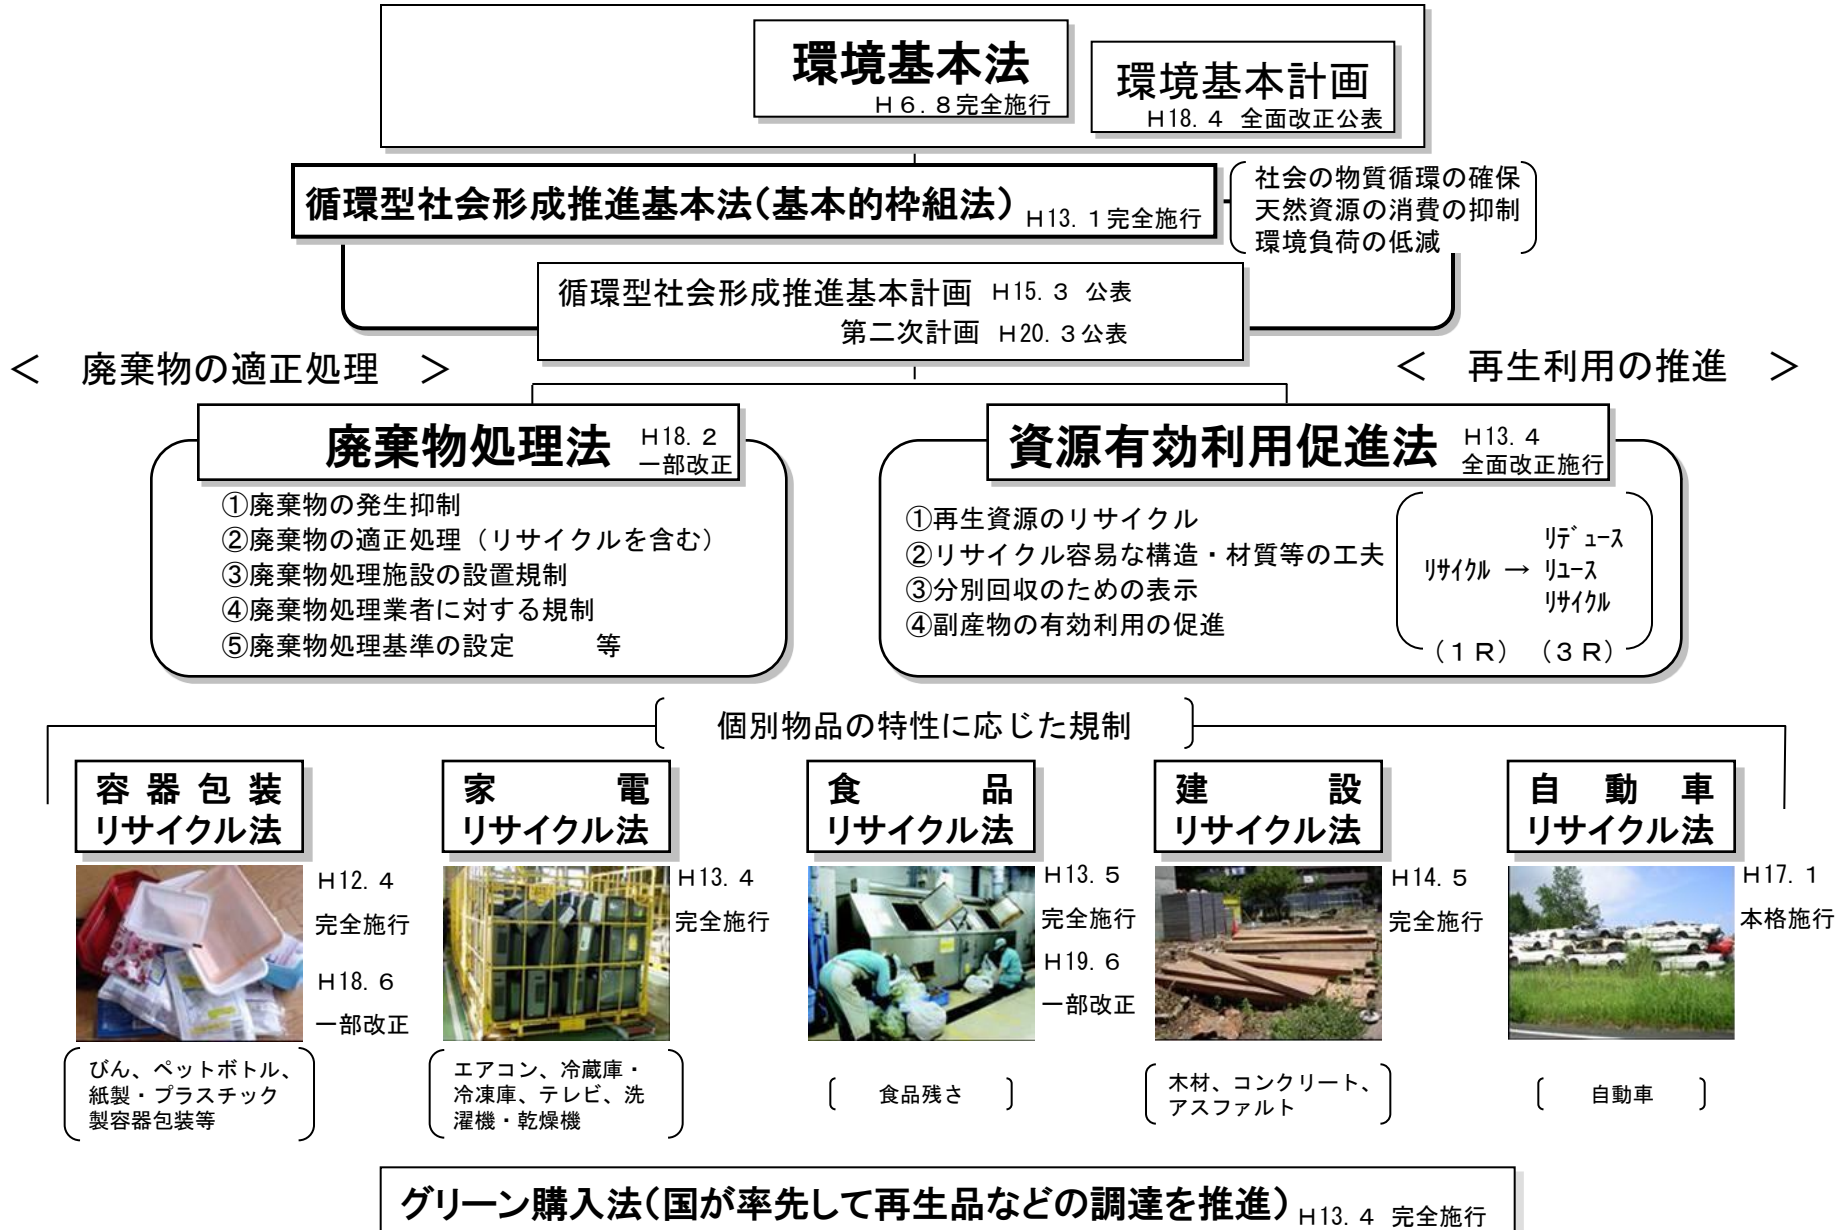 環境基本法
H6.8完全施行
環境基本計画
H18.4 全面改正公表
循環型社会形成推進基本法(基本的枠組法)
H13.1完全施行
社会の物質循環の確保
天然資源の消費の抑制
環境負荷の低減
循環型社会形成推進基本計画 H15.3 公表
第二次計画 H20.3公表
< 廃棄物の適正処理 >
< 再生利用の推進 >
廃棄物処理法
H18.2
一部改正
①廃棄物の発生抑制
②廃棄物の適正処理(リサイクルを含む)
③廃棄物処理施設の設置規制
④廃棄物処理業者に対する規制
⑤廃棄物処理基準の設定 等
資源有効利用促進法
H13.4
全面改正施行
①再生資源のリサイクル
②リサイクル容易な構造・材質等の工夫
③分別回収のための表示
④副産物の有効利用の促進
ﾘﾃﾞｭｰｽ
ﾘｻｲｸﾙ → ﾘﾕｰｽ
ﾘｻｲｸﾙ
(1R) (3R)
個別物品の特性に応じた規制
容器包装
リサイクル法
H12.4
完全施行
H18.6
一部改正
びん、ペットボトル、
紙製・プラスチック
製容器包装等
家電
リサイクル法
H13.4
完全施行
エアコン、冷蔵庫・
冷凍庫、テレビ、洗
濯機・乾燥機
食品
リサイクル法
H13.5
完全施行
H19.6
一部改正
食品残さ
建設
リサイクル法
H14.5
完全施行
木材、コンクリート、
アスファルト
自動車
リサイクル法
H17.1
本格施行
自動車
グリーン購入法(国が率先して再生品などの調達を推進) H13.4 完全施行